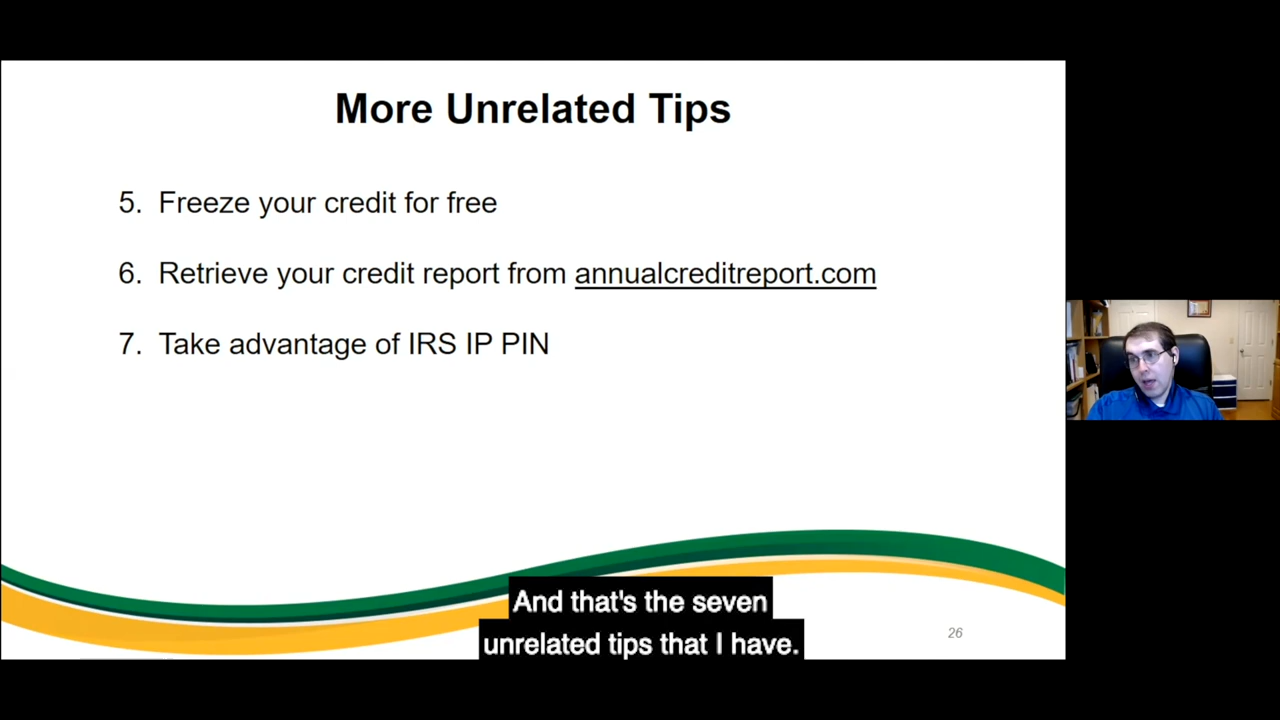 More Unrelated Tips
5. Freeze your credit for free
6. Retrieve your credit report from annualcreditreport.com
7. Take advantage of IRS IP PIN
And that's the seven
unrelated tips that I have.
26